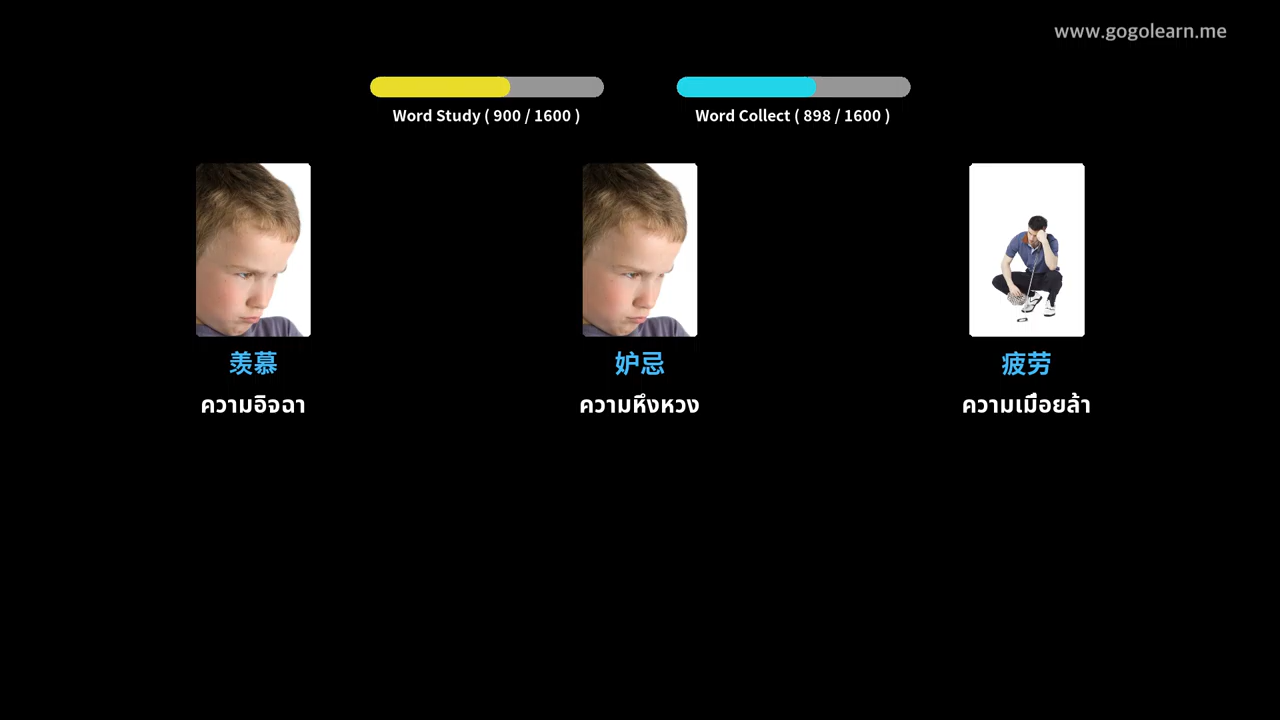 www.gogolearn.me
Word Study ( 900 / 1600 )
Word Collect ( 898 / 1600 )
羡慕
妒忌
疲劳
ความอิจฉา
ความหึงหวง
ความเมื่อยล้า